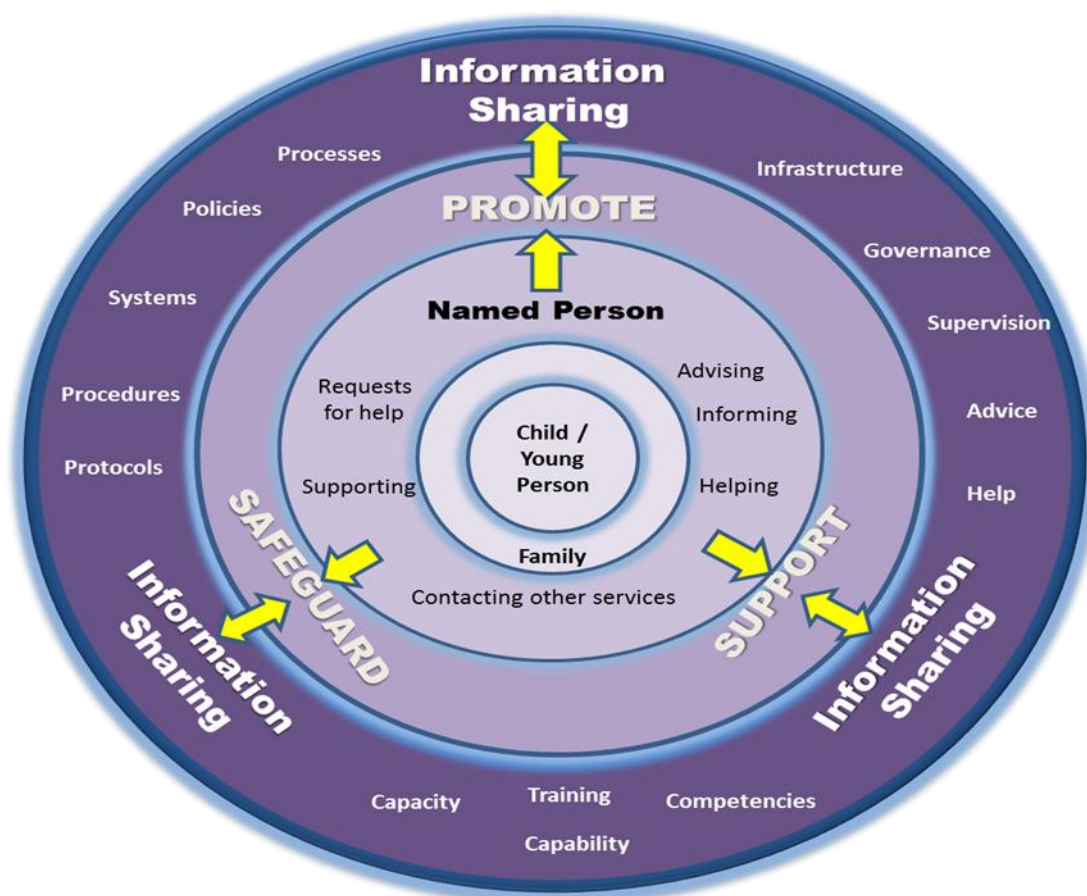 Information
Sharing
Processes
Infrastructure
Policies
PROMOTE
Governance
Systems
Named Person
Supervision
Requests
for help
Advising
Procedures
Informing
Advice
Child /
Young
Person
Protocols
Supporting
Helping
Help
SAFEGUARD
Family
SUPPORT
Contacting other services
Information
Sharing
Information
Sharing
Capacity
Training
Competencies
Capability